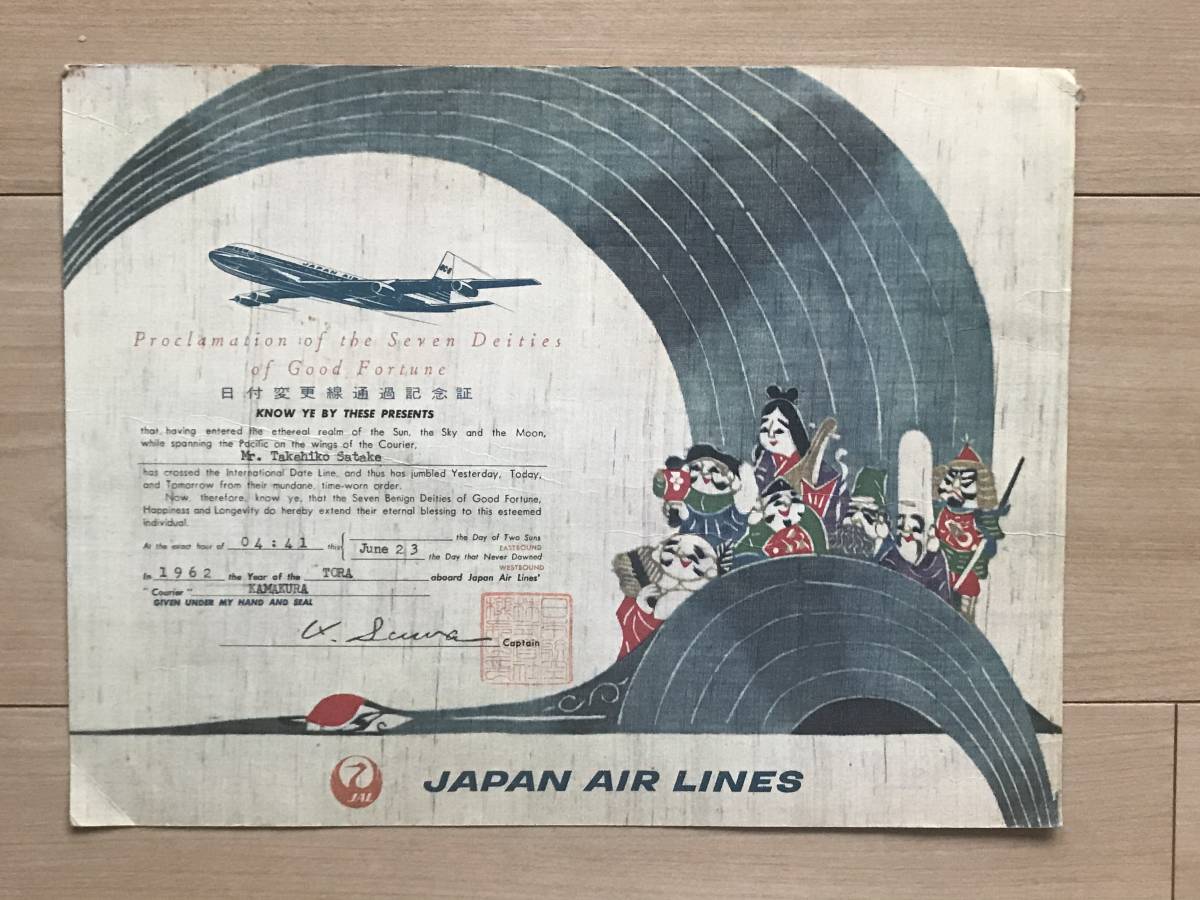 JAPAN AIR
DC-8
Proclamation of the Seven Deities
of Good Fortune
日付変更線通過記念証
KNOW YE BY THESE PRESENTS
that having entered the ethereal realm of the Sun, the Sky and the Moon,
while spanning the Pacific on the wings of the Courier,
Mr. Takehiko Satake
has crossed the International Date Line, and thus has jumbled Yesterday, Today,
and Tomorrow from their mundane, time-worn order.
Now, therefore, know ye, that the Seven Benign Deities of Good Fortune,
Happiness and Longevity do hereby extend their eternal blessing to this esteemed
individual.
At the exact hour of 04:41 this June 23 the Day of Two Suns
EASTBOUND
the Day that Never Dawned
WESTBOUND
In 1962 the Year of the TORA aboard Japan Air Lines'
"Courier" KAMAKURA
GIVEN UNDER MY HAND AND SEAL
Captain
JAL
JAPAN AIR LINES